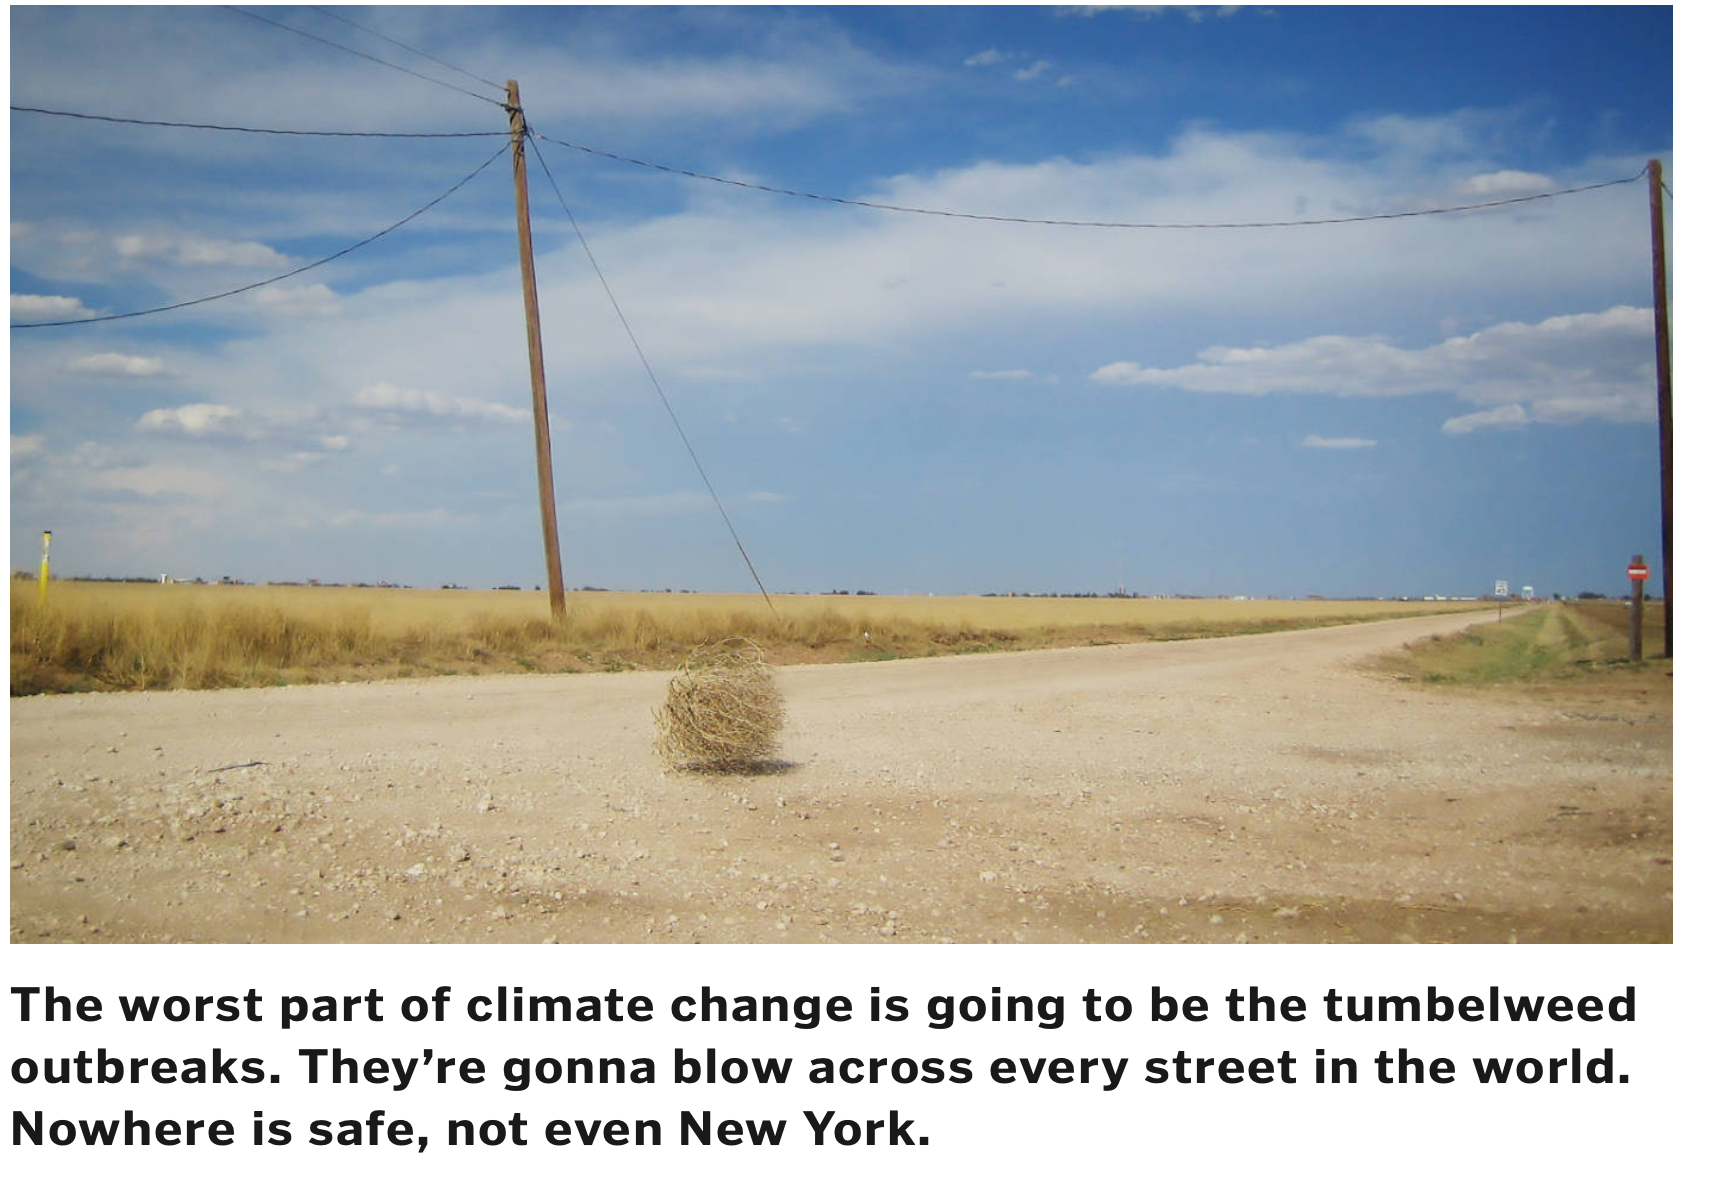 The worst part of climate change is going to be the tumbelweed
outbreaks. They’re gonna blow across every street in the world.
Nowhere is safe, not even New York.